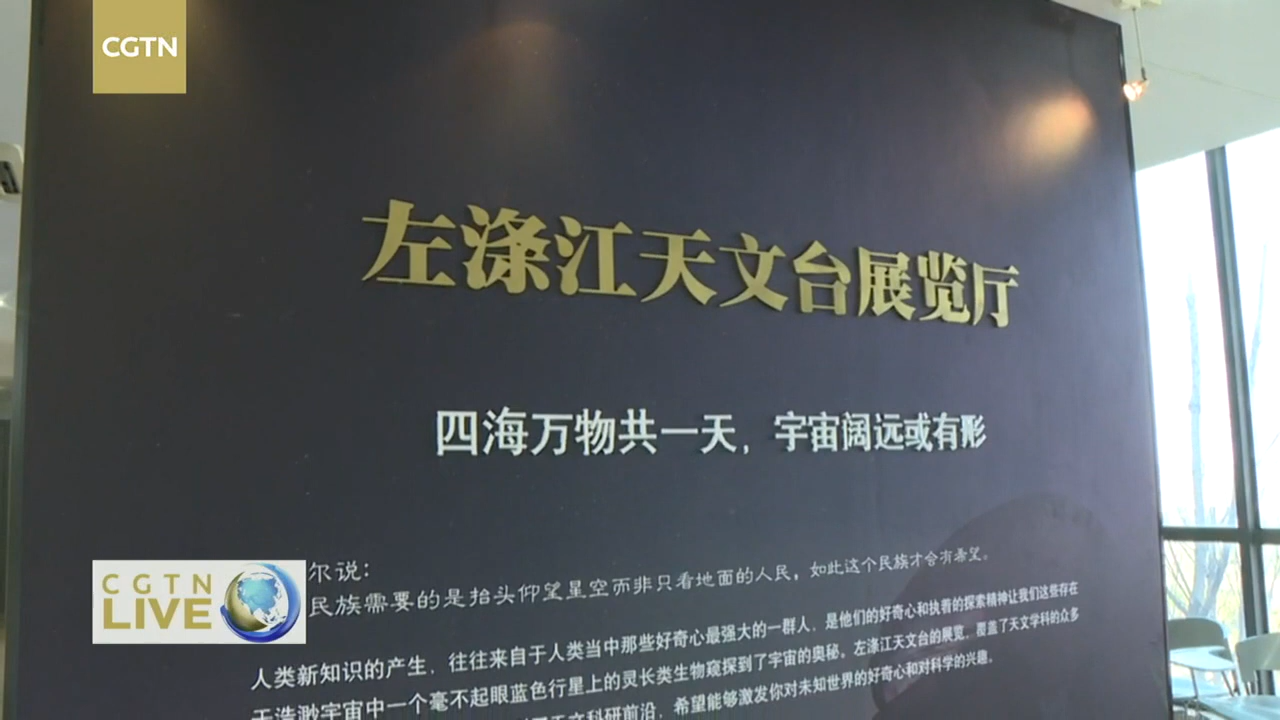 CGTN
左涤江天文台展览厅
四海万物共一天，宇宙阔远或有形
尔说：
民族需要的是抬头仰望星空而非只看地面的人民，如此这个民族才会有希望。
人类新知识的产生，往往来自于人类当中那些好奇心最强大的一群人，是他们的好奇心和执着的探索精神让我们这些存在
于浩渺宇宙中一个毫不起眼蓝色行星上的灵长类生物窥探到了宇宙的奥秘。左涤江天文台的展览，覆盖了天文学科的众多
天文科研前沿，希望能够激发你对未知世界的好奇心和对科学的兴趣。
CGTN
LIVE